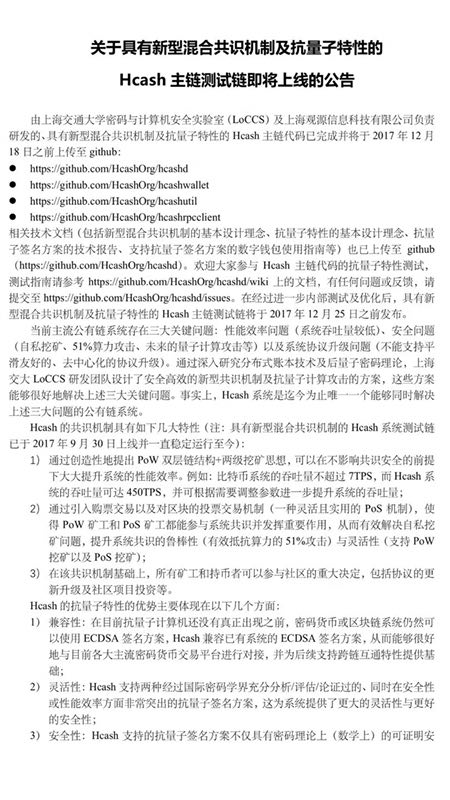 关于具有新型混合共识机制及抗量子特性的
Hcash 主链测试链即将上线的公告
由上海交通大学密码与计算机安全实验室（LoCCS）及上海观源信息科技有限公司负责
研发的、具有新型混合共识机制及抗量子特性的 Hcash 主链代码已完成并将于 2017 年 12 月
18 日之前上传至 github：
● https://github.com/HcashOrg/hcashd
● https://github.com/HcashOrg/hcashwallet
● https://github.com/HcashOrg/hcashutil
● https://github.com/HcashOrg/hcashrpcclient
相关技术文档（包括新型混合共识机制的基本设计理念、抗量子特性的基本设计理念、抗量
子签名方案的技术报告、支持抗量子签名方案的数字钱包使用指南等）也已上传至 github
（https://github.com/HcashOrg/hcashd）。欢迎大家参与 Hcash 主链代码的抗量子特性测试，
测试指南请参考 https://github.com/HcashOrg/hcashd/wiki 上的文档，有任何问题或反馈，请
提交至 https://github.com/HcashOrg/hcashd/issues。在经过进一步内部测试及优化后，具有新
型混合共识机制及抗量子特性的 Hcash 主链测试链将于 2017 年 12 月 25 日之前发布。
当前主流公有链系统存在三大关键问题：性能效率问题（系统吞吐量较低）、安全问题
（自私挖矿、51%算力攻击、未来的量子计算攻击等）以及系统协议升级问题（不能支持平
滑友好的、去中心化的协议升级）。通过深入研究分布式账本技术及后量子密码理论，上海
交大 LoCCS 研发团队设计了安全高效的新型共识机制及抗量子计算攻击的方案，这些方案
能够很好地解决上述三大关键问题。事实上，Hcash 系统是迄今为止唯一一个能够同时解决
上述三大问题的公有链系统。
Hcash 的共识机制具有如下几大特性（注：具有新型混合共识机制的 Hcash 系统测试链
已于 2017 年 9 月 30 日上线并一直稳定运行至今）：
1） 通过创造性地提出 PoW 双层链结构+两级挖矿思想，可以在不影响共识安全的前提
下大大提升系统的性能效率。例如：比特币系统的吞吐量不超过 7TPS，而 Hcash 系
统的吞吐量可达 450TPS，并可根据需要调整参数进一步提升系统的吞吐量；
2） 通过引入购票交易以及对区块的投票交易机制（一种灵活且实用的 PoS 机制），使
得 PoW 矿工和 PoS 矿工都能参与系统共识并发挥重要作用，从而有效解决自私挖
矿问题，提升系统共识的鲁棒性（有效抵抗算力的 51%攻击）与灵活性（支持 PoW
挖矿以及 PoS 挖矿）；
3） 在该共识机制基础上，所有矿工和持币者可以参与社区的重大决定，包括协议的更
新升级及社区项目投资等。
Hcash 的抗量子特性的优势主要体现在以下几个方面：
1） 兼容性：在目前抗量子计算机还没有真正出现之前，密码货币或区块链系统仍然可
以使用 ECDSA 签名方案，Hcash 兼容已有系统的 ECDSA 签名方案，从而能够很好
地与目前各大主流密码货币交易平台进行对接，并为后续支持跨链互通特性提供基
础；
2） 灵活性：Hcash 支持两种经过国际密码学界充分分析/评估/论证过的、同时在安全性
或性能效率方面非常突出的抗量子签名方案，这为系统提供了更大的灵活性与更好
的安全性；
3） 安全性：Hcash 支持的抗量子签名方案不仅具有密码理论上（数学上）的可证明安